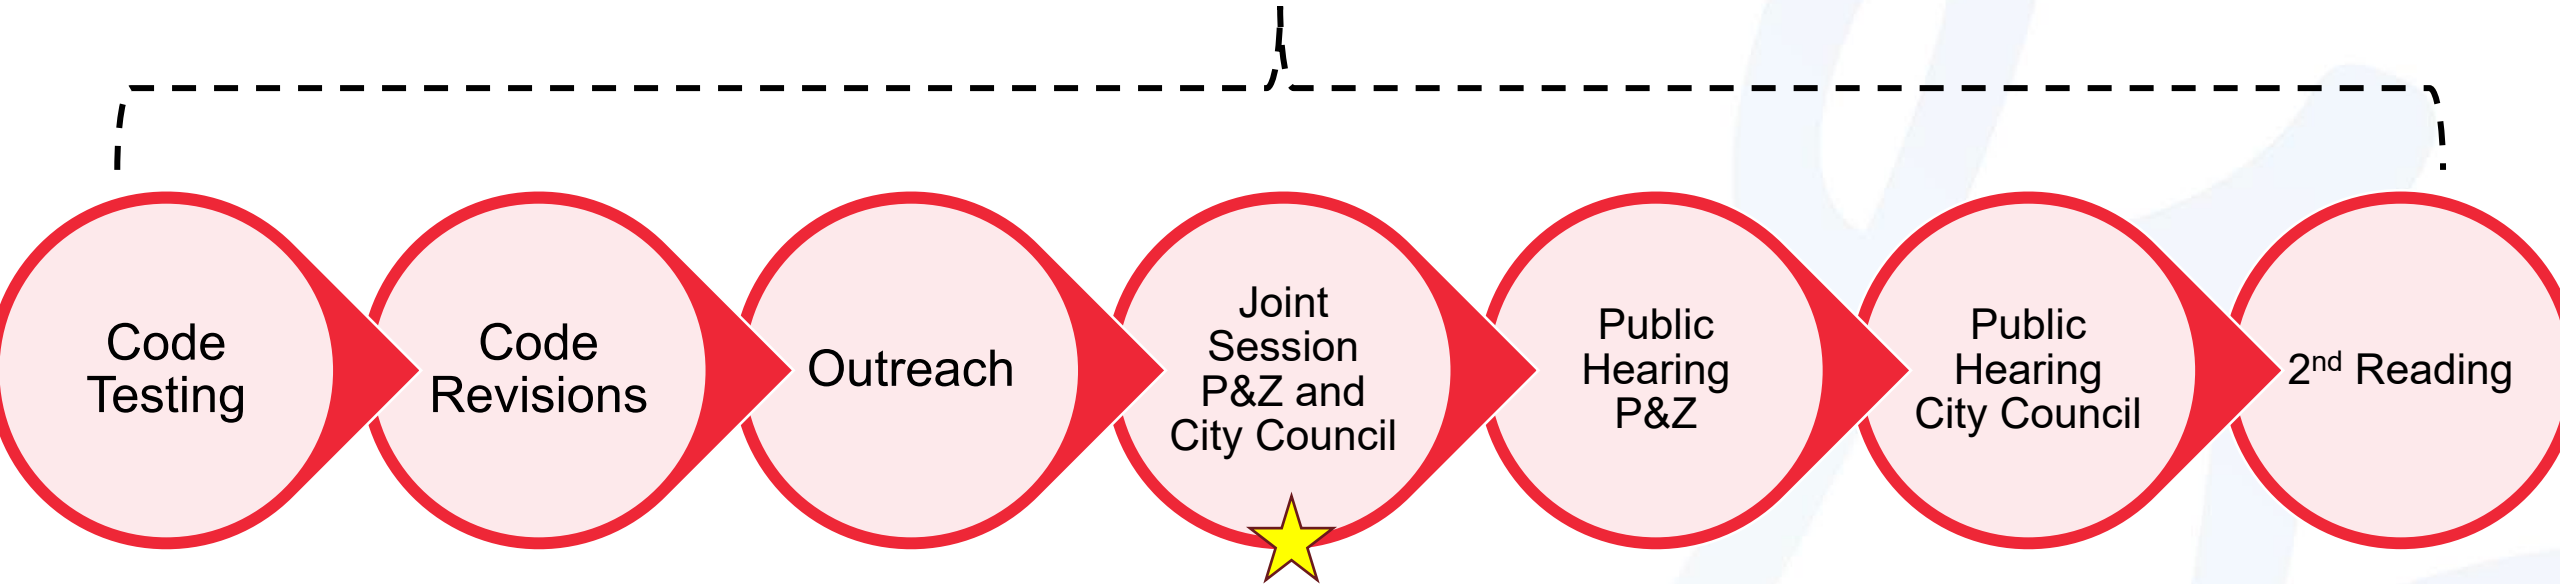 Code
Testing
Code
Revisions
Outreach
Joint
Session
P&Z and
City Council
Public
Hearing
P&Z
Public
Hearing
City Council
2nd Reading